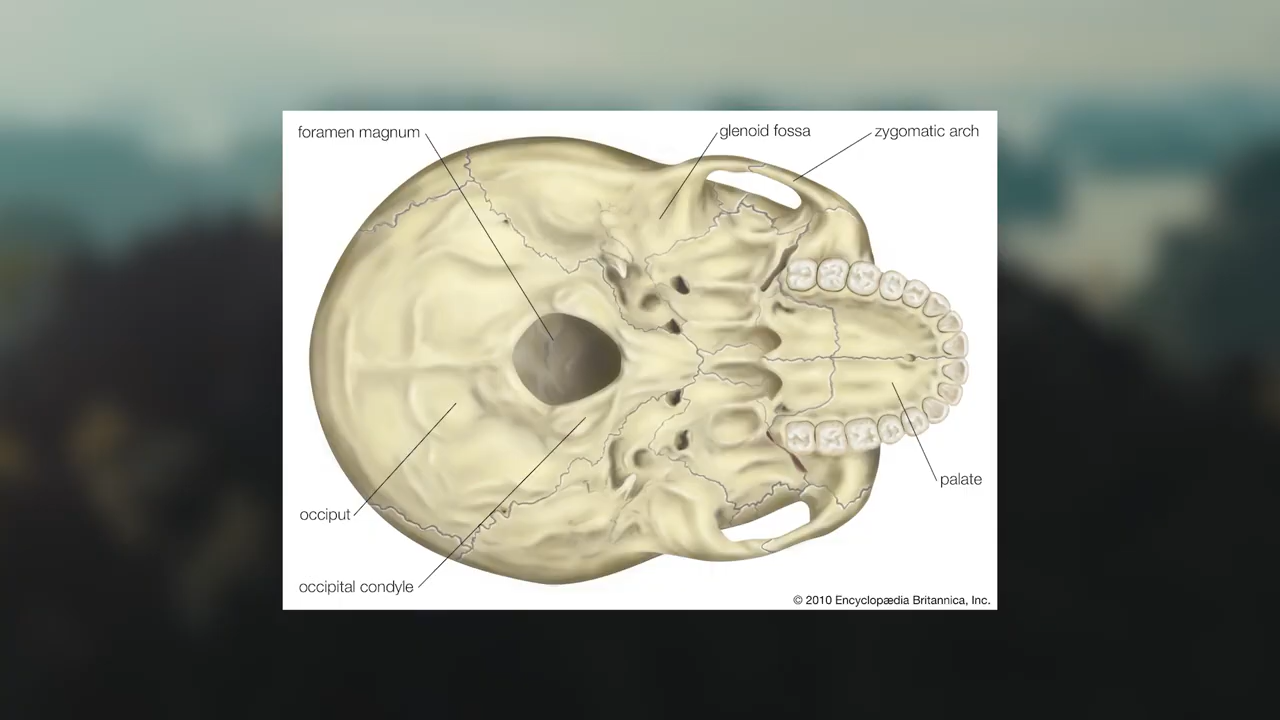 foramen magnum
glenoid fossa
zygomatic arch
palate
occiput
occipital condyle
© 2010 Encyclopædia Britannica, Inc.